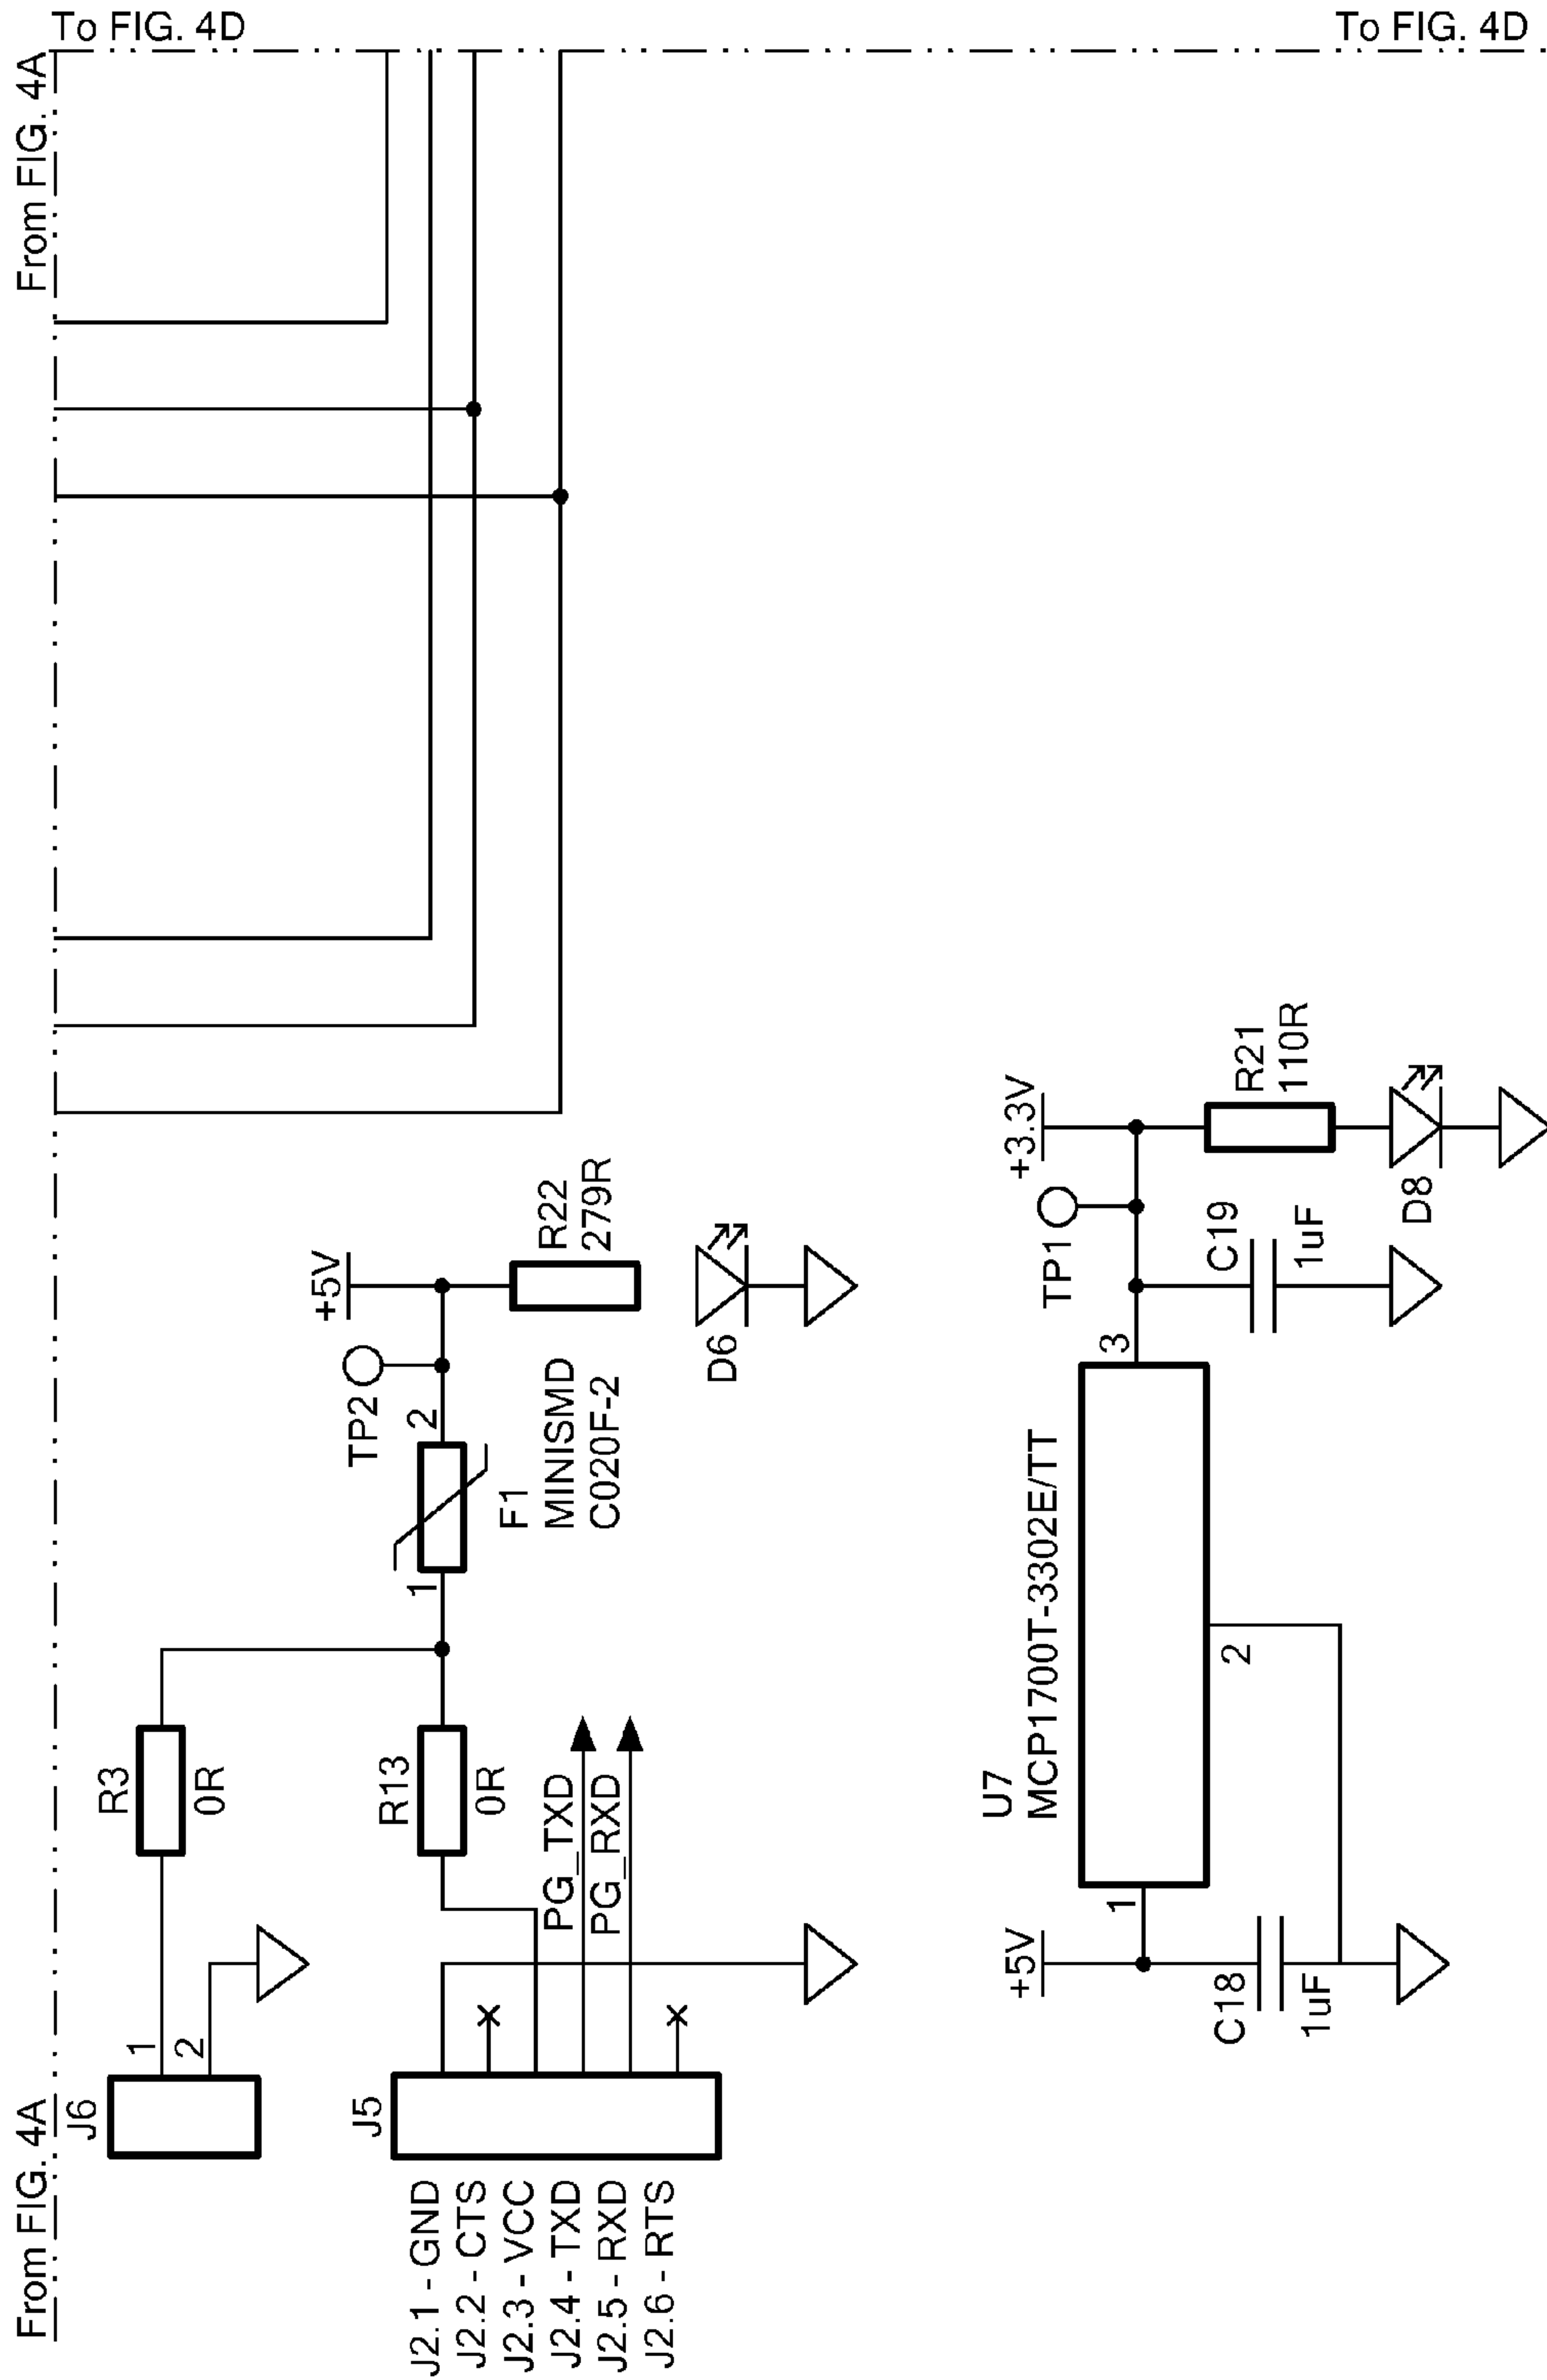 To FIG. 4D
To FIG. 4D
From FIG. 4A
From FIG. 4A
J6
1
2
R3
0R
J5
J2.1 - GND
J2.2 - CTS
J2.3 - VCC
J2.4 - TXD
J2.5 - RXD
J2.6 - RTS
R13
0R
PG_TXD
PG_RXD
1
2
F1
MINISMD
C020F-2
TP2
+5V
R22
279R
D6
+5V
C18
1uF
1
U7
MCP1700T-3302E/TT
2
3
TP1
+3.3V
C19
1uF
R21
110R
D8